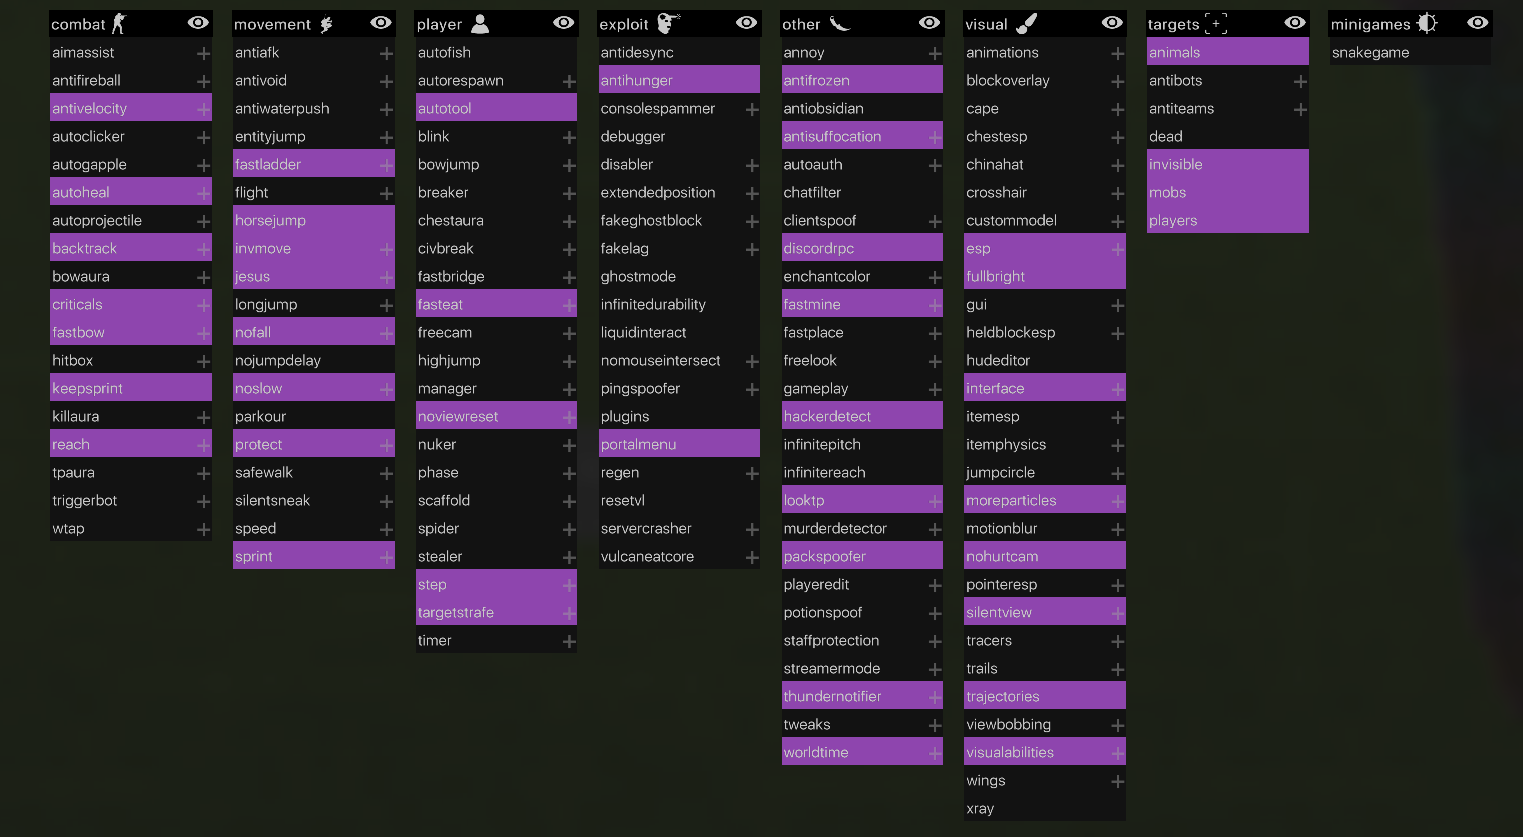 combat
aimassist
antifireball
antivelocity
autoclicker
autogapple
autoheal
autoprojectile
backtrack
bowaura
criticals
fastbow
hitbox
keepsprint
killaura
reach
tpaura
triggerbot
wtap
movement
antiafk
antivoid
antiwaterpush
entityjump
fastladder
flight
horsejump
invmove
jesus
longjump
nofall
nojumpdelay
noslow
parkour
protect
safewalk
silentsneak
speed
sprint
player
autofish
autorespawn
autotool
blink
bowjump
breaker
chestaura
civbreak
fastbridge
fasteat
freecam
highjump
manager
noviewreset
nuker
phase
scaffold
spider
stealer
step
targetstrafe
timer
exploit
antidesync
antihunger
consolespammer
debugger
disabler
extendedposition
fakeghostblock
fakelag
ghostmode
infinitedurability
liquidinteract
nomouseintersect
pingspoofer
plugins
portalmenu
regen
resetvl
servercrasher
vulcaneatcore
other
annoy
antifrozen
antiobsidian
antisuffocation
autoauth
chatfilter
clientspoof
discordrpc
enchantcolor
fastmine
fastplace
freelook
gameplay
hackerdetect
infinitepitch
infinitereach
looktp
murderdetector
packspoofer
playeredit
potionspoof
staffprotection
streamermode
thundernotifier
tweaks
worldtime
visual
animations
blockoverlay
cape
chestesp
chinahat
crosshair
custommodel
esp
fullbright
gui
heldblockesp
hudeditor
interface
itemesp
itemphysics
jumpcircle
moreparticles
motionblur
nohurtcam
pointeresp
silentview
tracers
trails
trajectories
viewbobbing
visualabilities
wings
xray
targets
animals
antibots
antiteams
dead
invisible
mobs
players
minigames
snakegame